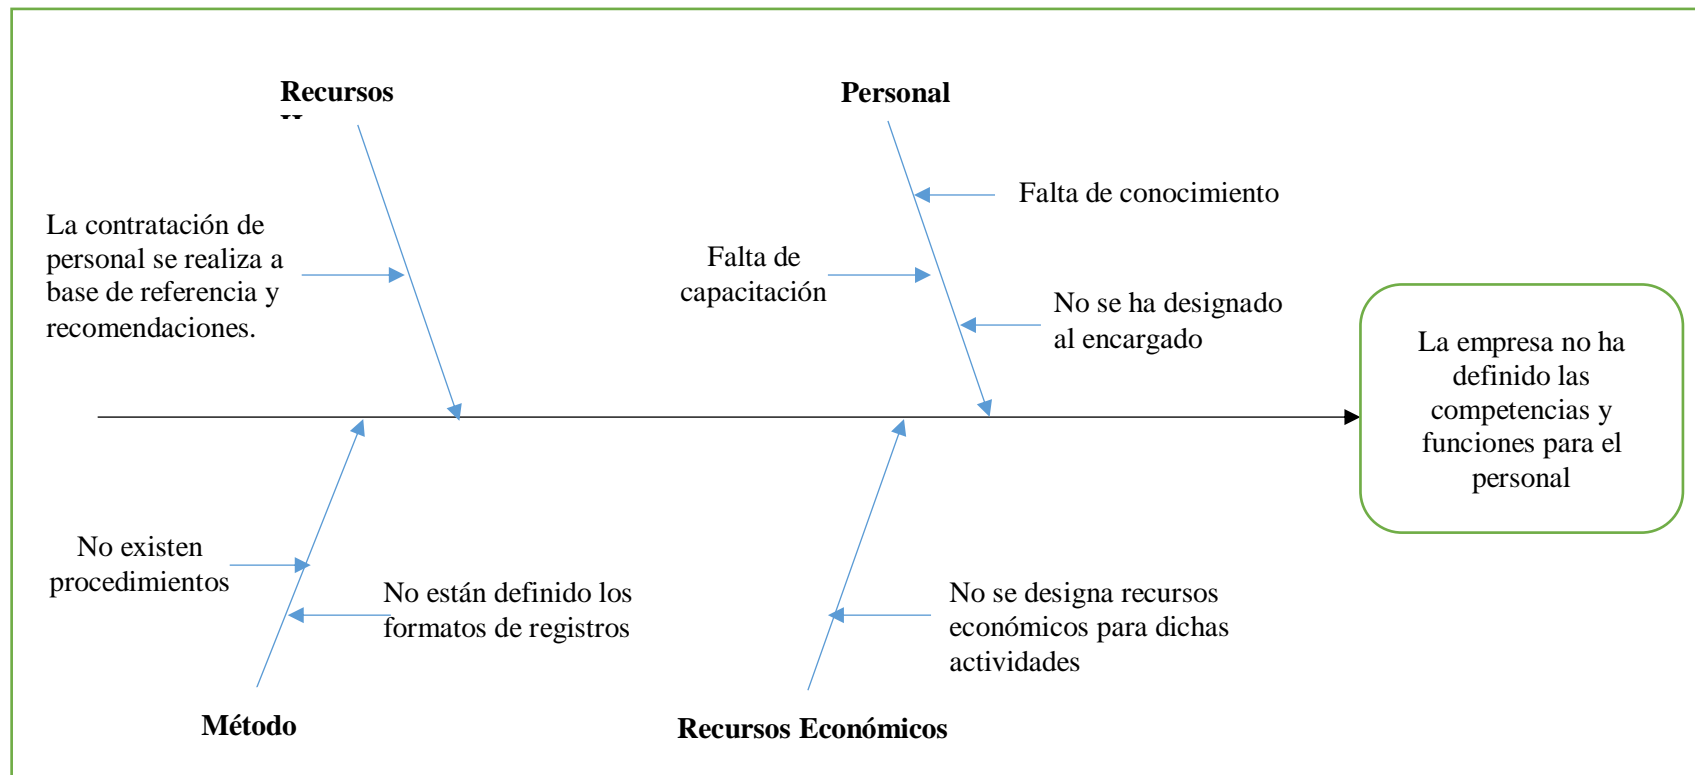 Recursos
Personal
Falta de conocimiento
La contratación de
personal se realiza a
base de referencia y
recomendaciones.
Falta de
capacitación
No se ha designado
al encargado
La empresa no ha
definido las
competencias y
funciones para el
personal
No existen
procedimientos
No están definido los
formatos de registros
No se designa recursos
económicos para dichas
actividades
Método
Recursos Económicos